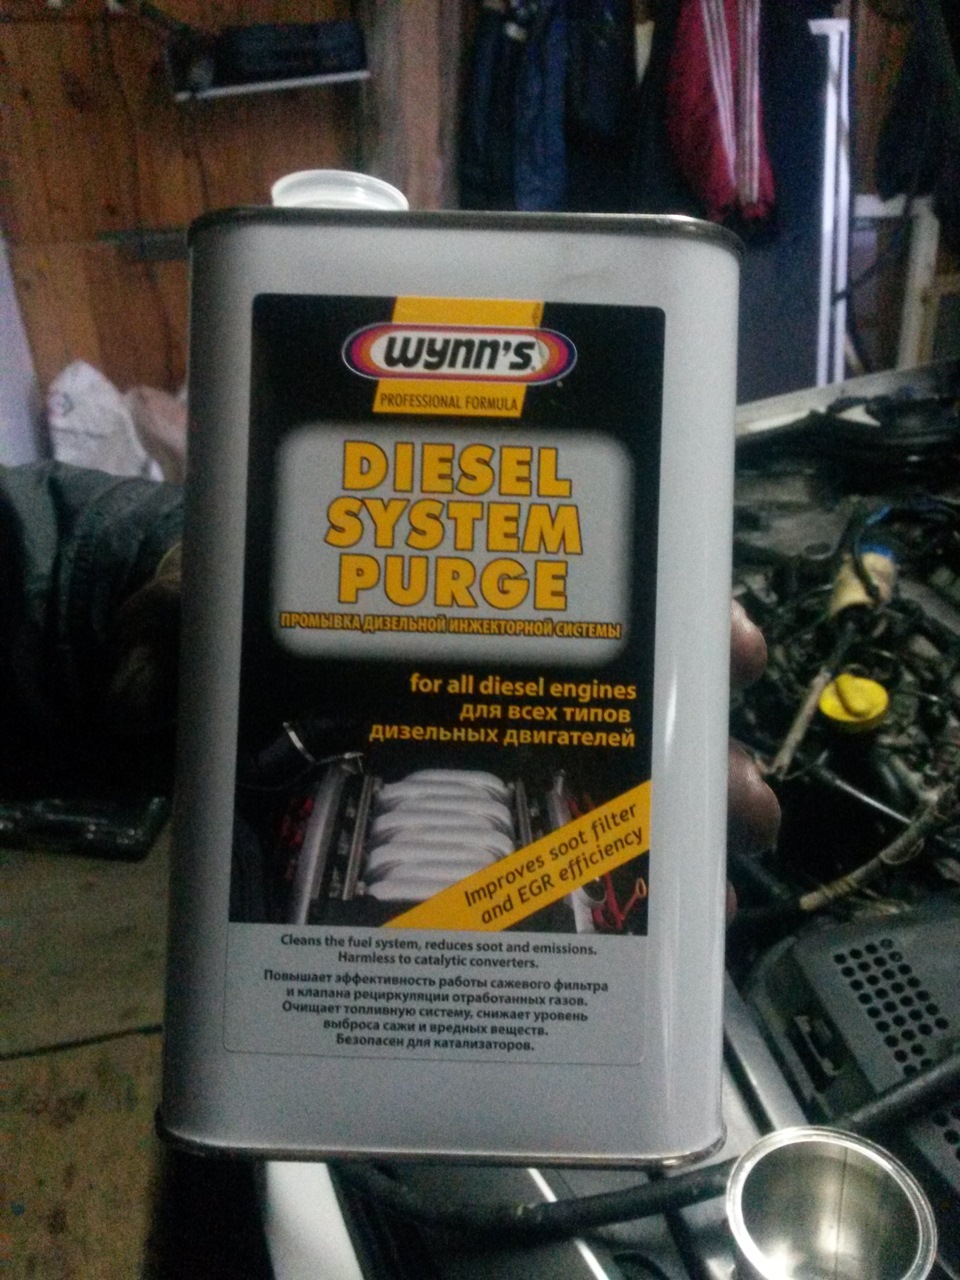 Wynn's
PROFESSIONAL FORMULA
DIESEL
SYSTEM
PURGE
ПРОМЫВКА ДИЗЕЛЬНОЙ ИНЖЕКТОРНОЙ СИСТЕМЫ
for all diesel engines
для всех типов
дизельных двигателей
Improves soot filter
and EGR efficiency
Cleans the fuel system, reduces soot and emissions.
Harmless to catalytic converters.
Повышает эффективность работы сажевого фильтра
и клапана рециркуляции отработанных газов.
Очищает топливную систему, снижает уровень
выброса сажи и вредных веществ.
Безопасен для катализаторов.